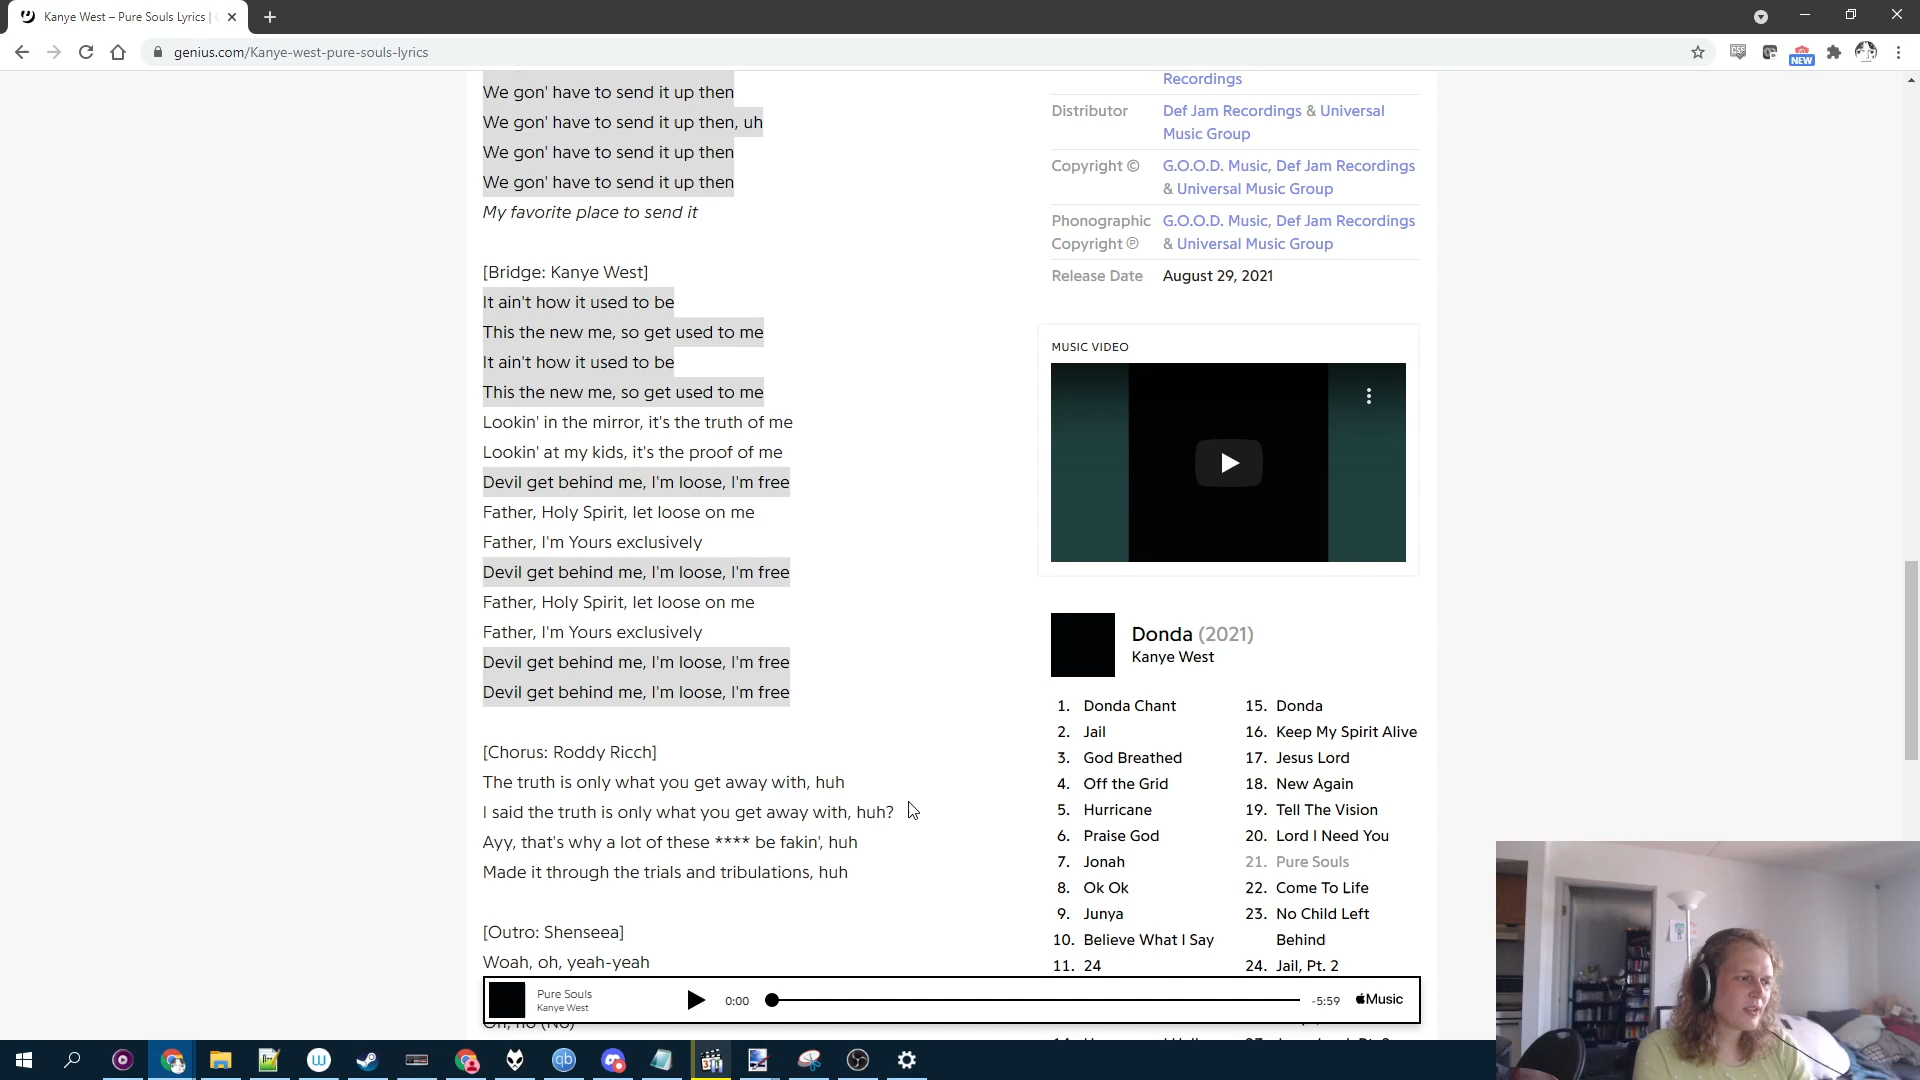 Kanye West – Pure Souls Lyrics |
genius.com/Kanye-west-pure-souls-lyrics
NEW
We gon' have to send it up then
We gon' have to send it up then, uh
We gon' have to send it up then
We gon' have to send it up then
My favorite place to send it
[Bridge: Kanye West]
It ain't how it used to be
This the new me, so get used to me
It ain't how it used to be
This the new me, so get used to me
Lookin' in the mirror, it's the truth of me
Lookin' at my kids, it's the proof of me
Devil get behind me, I'm loose, I'm free
Father, Holy Spirit, let loose on me
Father, I'm Yours exclusively
Devil get behind me, I'm loose, I'm free
Father, Holy Spirit, let loose on me
Father, I'm Yours exclusively
Devil get behind me, I'm loose, I'm free
Devil get behind me, I'm loose, I'm free
[Chorus: Roddy Ricch]
The truth is only what you get away with, huh
I said the truth is only what you get away with, huh?
Ayy, that's why a lot of these **** be fakin', huh
Made it through the trials and tribulations, huh
[Outro: Shenseea]
Woah, oh, yeah-yeah
Oh, no (No)
Recordings
Distributor
Def Jam Recordings & Universal
Music Group
Copyright ©
G.O.O.D. Music, Def Jam Recordings
& Universal Music Group
Phonographic
Copyright ℗
G.O.O.D. Music, Def Jam Recordings
& Universal Music Group
Release Date
August 29, 2021
MUSIC VIDEO
Donda (2021)
Kanye West
1. Donda Chant
2. Jail
3. God Breathed
4. Off the Grid
5. Hurricane
6. Praise God
7. Jonah
8. Ok Ok
9. Junya
10. Believe What I Say
11. 24
15. Donda
16. Keep My Spirit Alive
17. Jesus Lord
18. New Again
19. Tell The Vision
20. Lord I Need You
21. Pure Souls
22. Come To Life
23. No Child Left
Behind
24. Jail, Pt. 2
Pure Souls
Kanye West
0:00
-5:59
Music